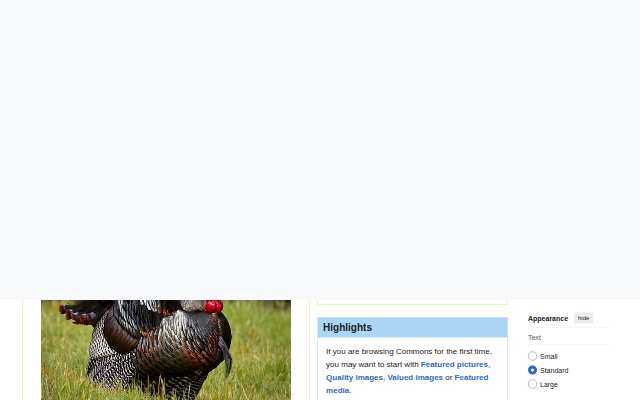 Highlights
If you are browsing Commons for the first time,
you may want to start with Featured pictures,
Quality images, Valued images or Featured
media.
Appearance hide
Text
Small
Standard
Large